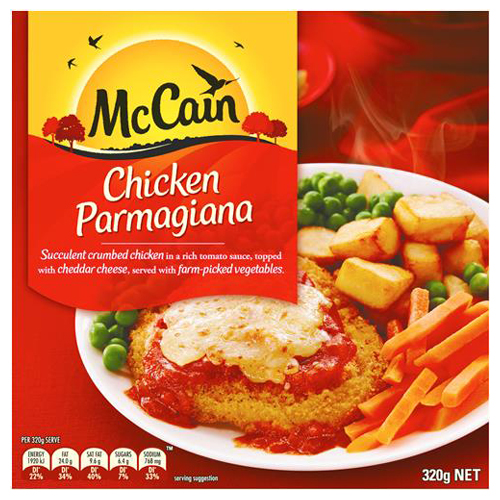 McCain
Chicken
Parmagiana
Succulent crumbed chicken in a rich tomato sauce, topped
with cheddar cheese, served with farm-picked vegetables.
PER 320g SERVE
ENERGY FAT SAT FAT SUGARS SODIUM
1920 kJ 24.0 g 9.6 g 6.4 g 768 mg
DI* DI* DI* DI* DI*
22% 34% 40% 7% 33%
TM
serving suggestion
320g NET